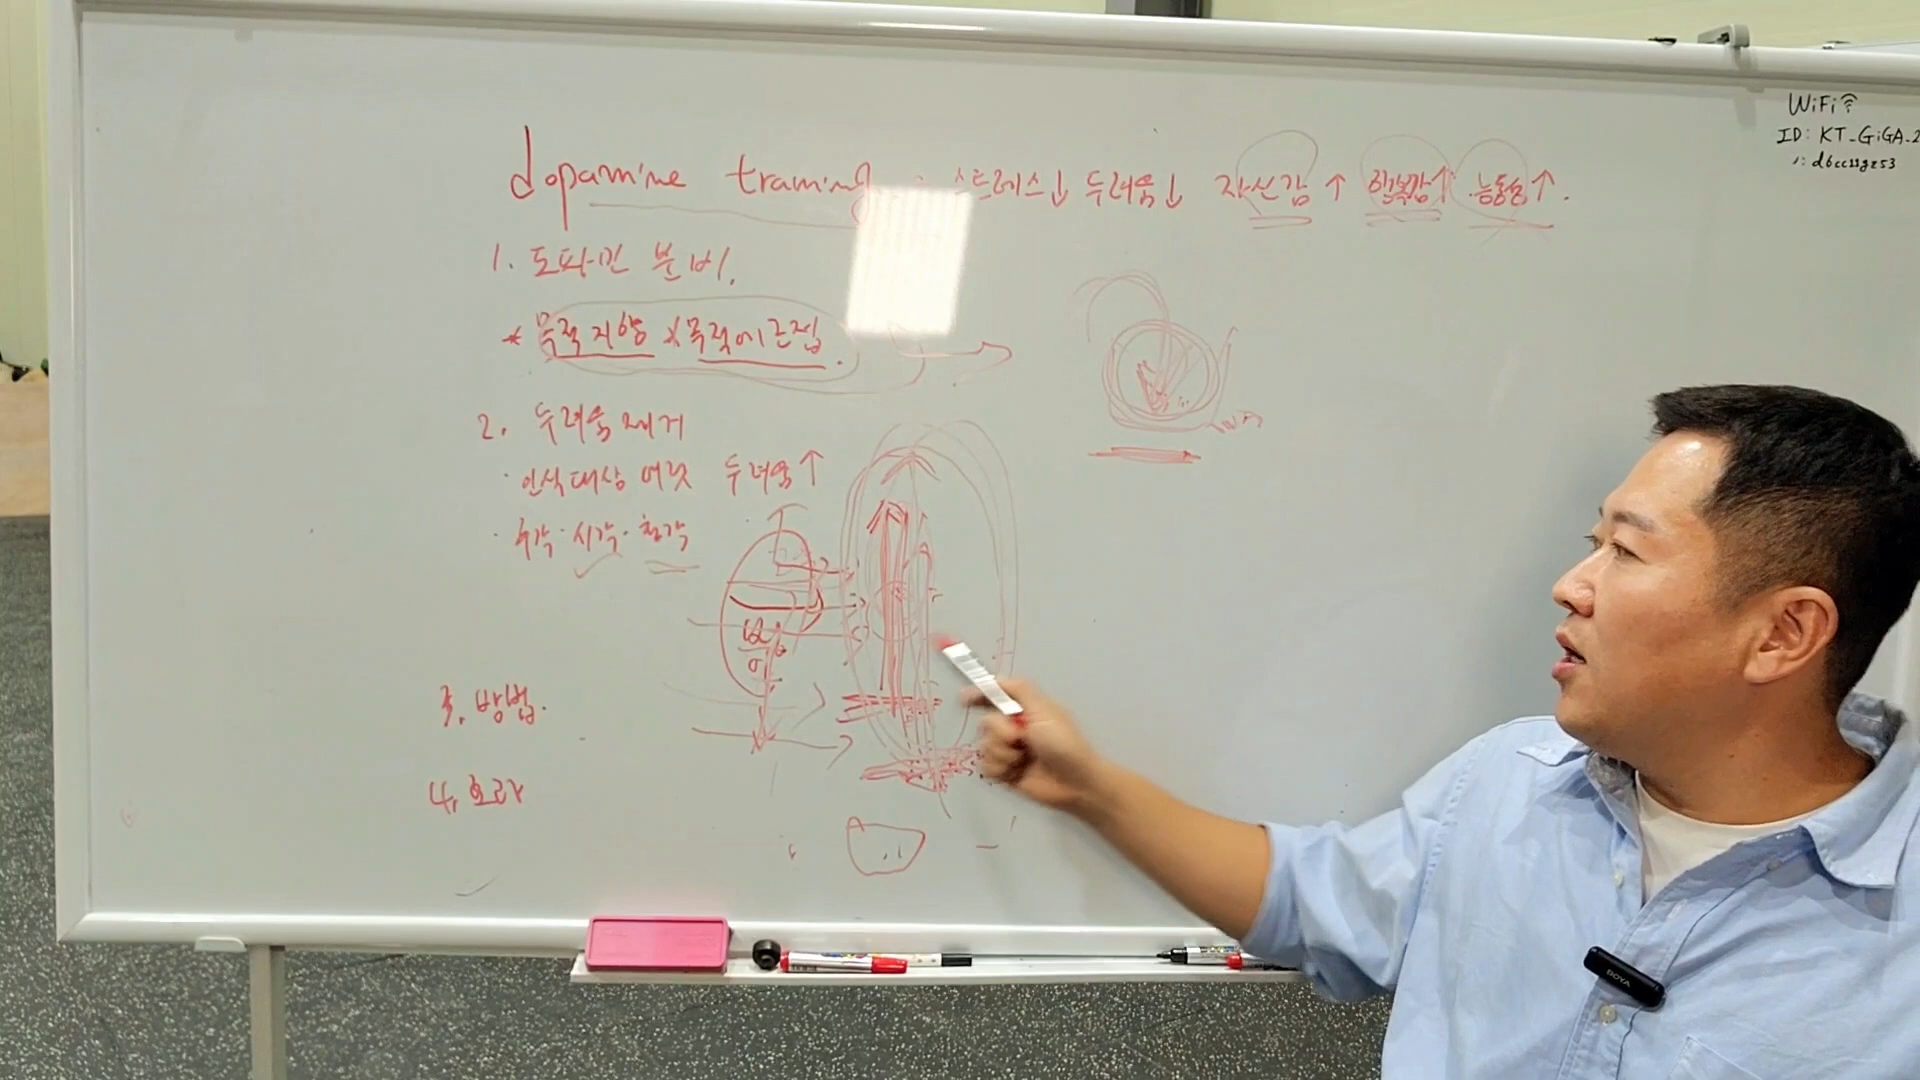 dopamine training : 스트레스↓ 두려움↓ 자신감↑ 행복감↑ 능동성↑.
1. 도파민 분비.
* 목적지향 * 목적에 근접.
2. 두려움 제거
· 인식대상 여럿 두려움↑
· 후각 · 시각 · 청각
3. 방법.
4. 효과
WiFi
ID: KT_GiGA_2
BOYA